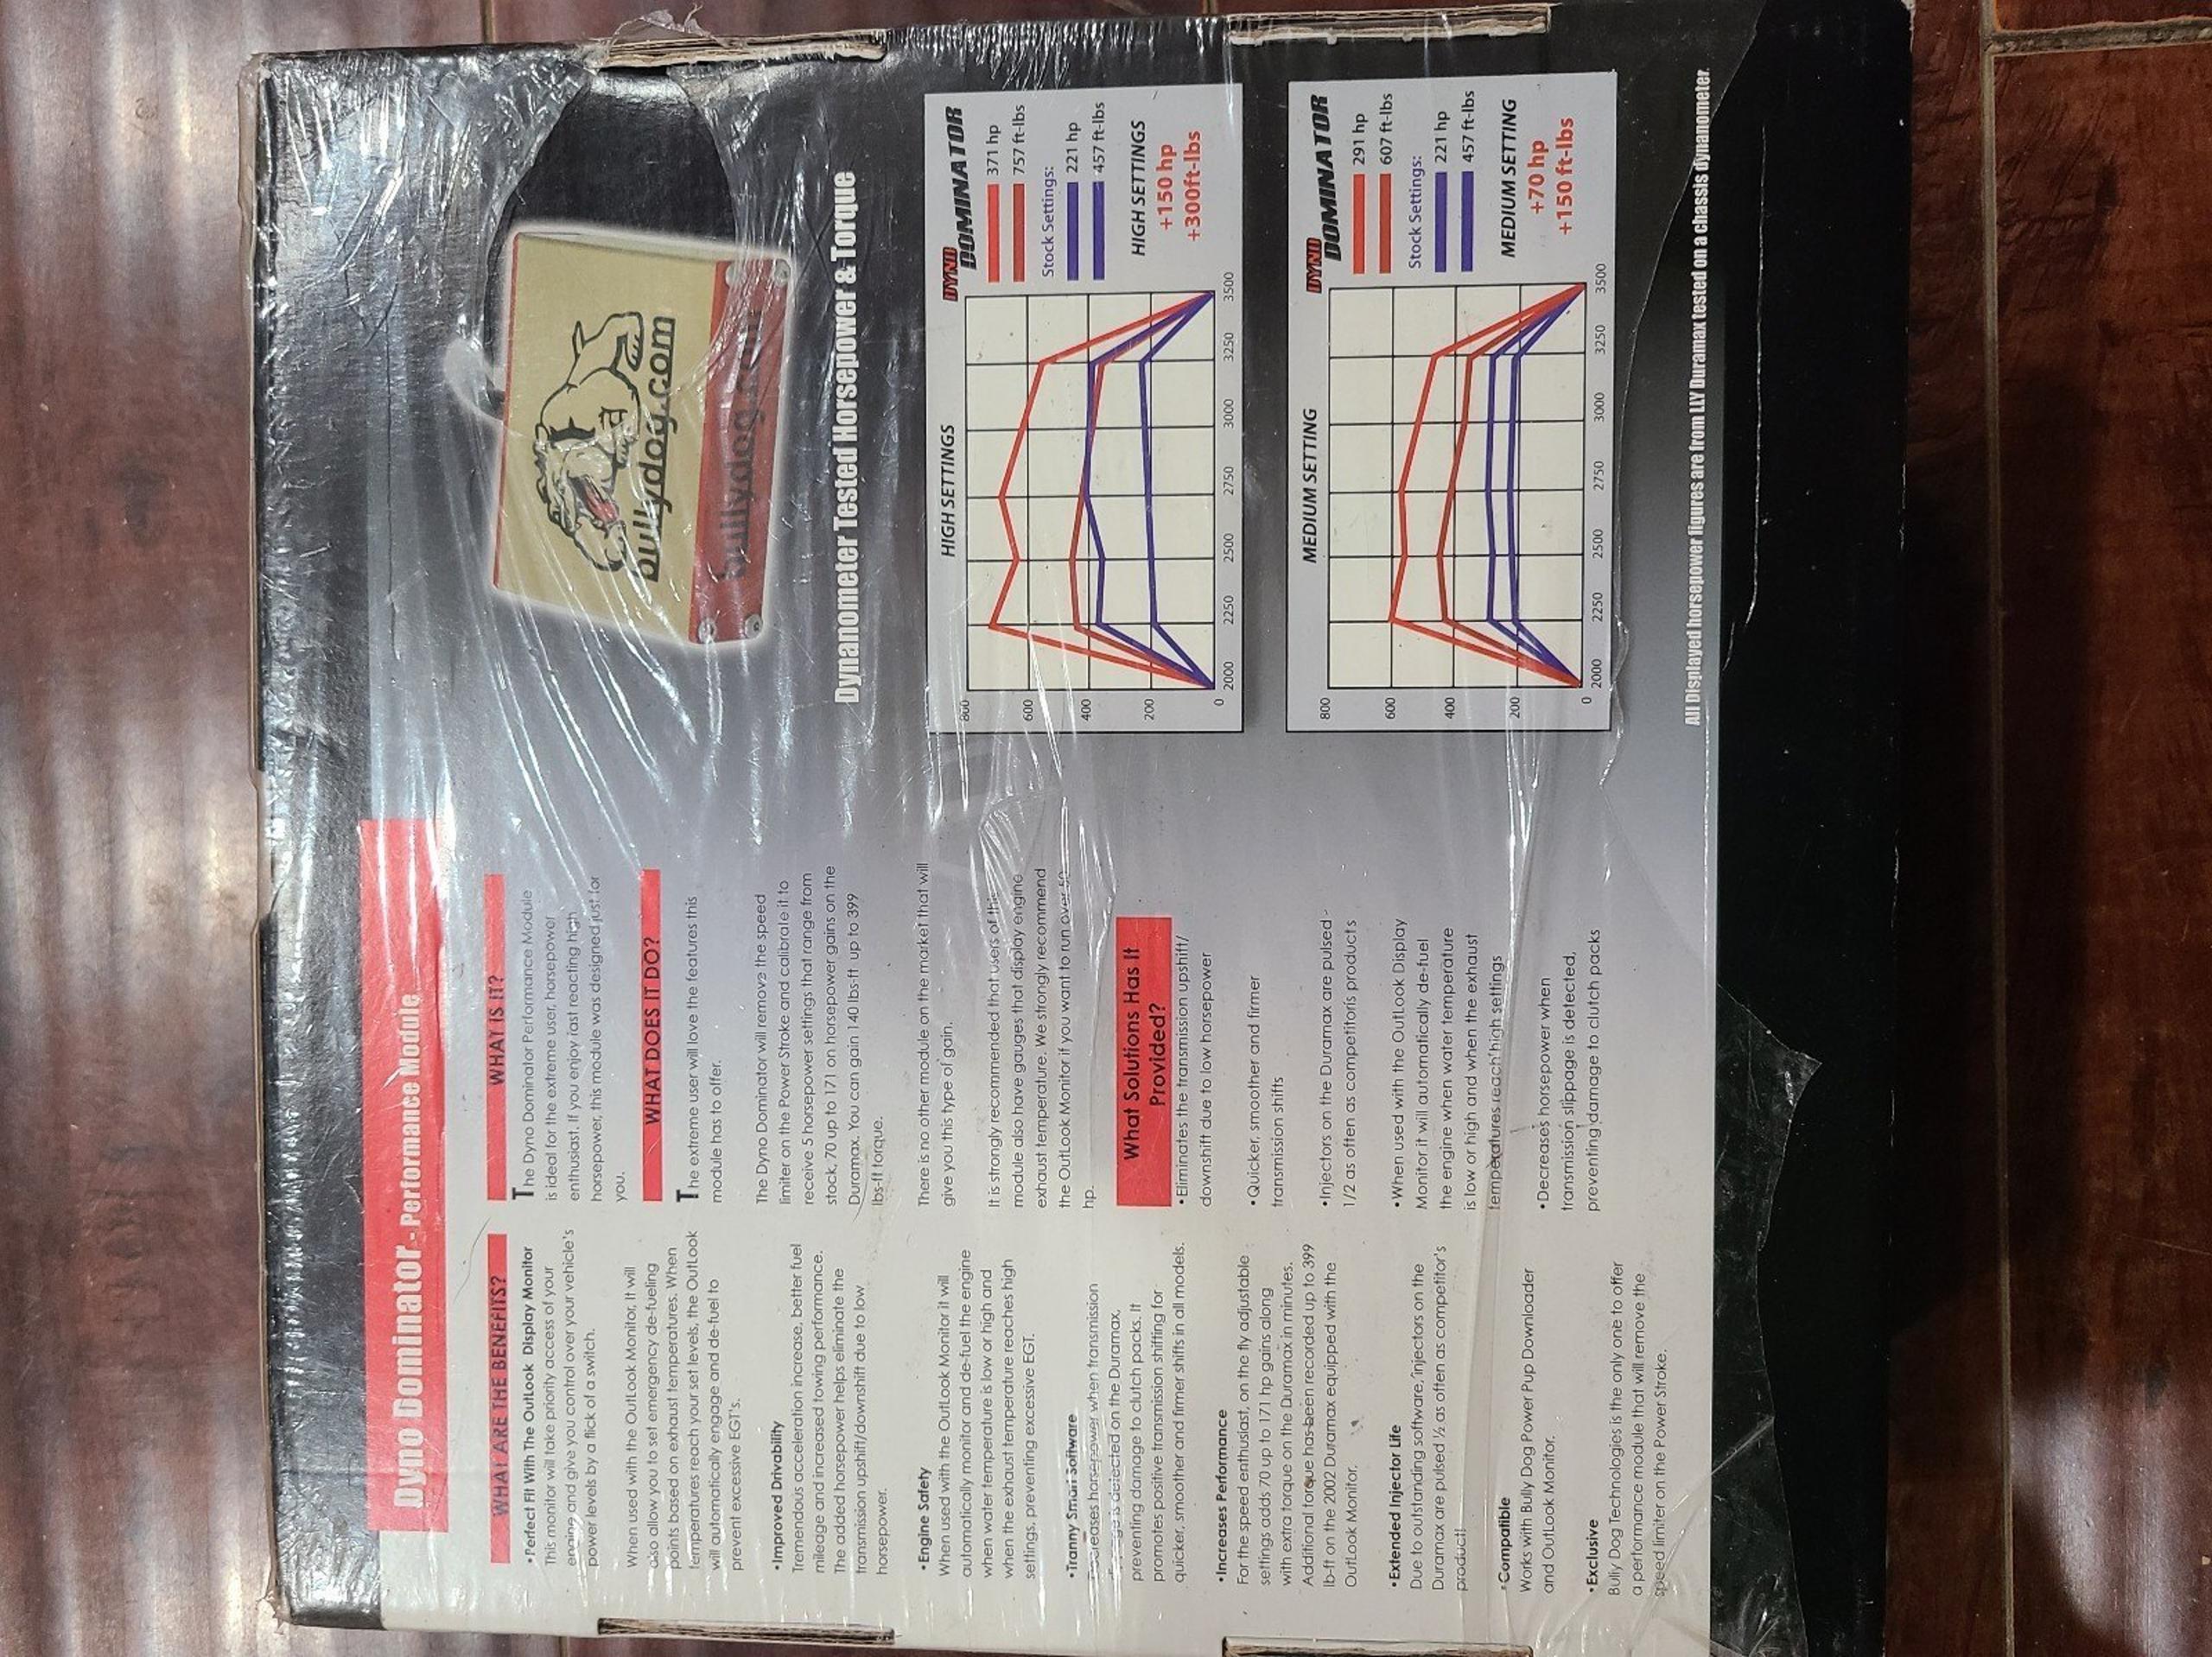 Dyno Dominator - Performance Module
WHAT ARE THE BENEFITS?
• Perfect Fit With The OutLook Display Monitor
This monitor will take priority access of your
engine and give you control over your vehicle's
power levels by a flick of a switch.
When used with the OutLook Monitor, it will
also allow you to set emergency de-fueling
points based on exhaust temperatures. When
temperatures reach your set levels, the OutLook
will automatically engage and de-fuel to
prevent excessive EGT's.
• Improved Drivability
Tremendous acceleration increase, better fuel
mileage and increased towing performance.
The added horsepower helps eliminate the
transmission upshift/downshift due to low
horsepower.
• Engine Safety
When used with the OutLook Monitor it will
automatically monitor and de-fuel the engine
when water temperature is low or high and
when the exhaust temperature reaches high
settings, preventing excessive EGT.
• Tranny Smart Software
Decreases horsepower when transmission
slippage is detected on the Duramax,
preventing damage to clutch packs. It
promotes positive transmission shifting for
quicker, smoother and firmer shifts in all models.
• Increases Performance
For the speed enthusiast, on the fly adjustable
settings adds 70 up to 171 hp gains along
with extra torque on the Duramax in minutes.
Additional torque has been recorded up to 399
lb-ft on the 2002 Duramax equipped with the
OutLook Monitor.
• Extended Injector Life
Due to outstanding software, injectors on the
Duramax are pulsed ½ as often as competitor's
product!
• Compatible
Works with Bully Dog Power Pup Downloader
and OutLook Monitor.
• Exclusive
Bully Dog Technologies is the only one to offer
a performance module that will remove the
speed limiter on the Power Stroke.
WHAT IS IT?
The Dyno Dominator Performance Module
is ideal for the extreme user, horsepower
enthusiast. If you enjoy fast reacting high
horsepower, this module was designed just for
you.
WHAT DOES IT DO?
The extreme user will love the features this
module has to offer.
The Dyno Dominator will remove the speed
limiter on the Power Stroke and calibrate it to
receive 5 horsepower settings that range from
stock, 70 up to 171 on horsepower gains on the
Duramax. You can gain 140 lbs-ft up to 399
lbs-ft torque.
There is no other module on the market that will
give you this type of gain.
It is strongly recommended that users of this
module also have gauges that display engine
exhaust temperature. We strongly recommend
the OutLook Monitor if you want to run over 50
hp.
What Solutions Has It
Provided?
• Eliminates the transmission upshift/
downshift due to low horsepower
• Quicker, smoother and firmer
transmission shifts
• Injectors on the Duramax are pulsed
1/2 as often as competitorís products
• When used with the OutLook Display
Monitor it will automatically de-fuel
the engine when water temperature
is low or high and when the exhaust
temperatures reach high settings
• Decreases horsepower when
transmission slippage is detected,
preventing damage to clutch packs
bullydog.com
bullydog.com
Dynanometer Tested Horsepower & Torque
HIGH SETTINGS
800
600
400
200
0
2000 2250 2500 2750 3000 3250 3500
DYNO
DOMINATOR
371 hp
757 ft-lbs
Stock Settings:
221 hp
457 ft-lbs
HIGH SETTINGS
+150 hp
+300ft-lbs
MEDIUM SETTING
800
600
400
200
0
2000 2250 2500 2750 3000 3250 3500
DYNO
DOMINATOR
291 hp
607 ft-lbs
Stock Settings:
221 hp
457 ft-lbs
MEDIUM SETTING
+70 hp
+150 ft-lbs
All Displayed horsepower figures are from LLY Duramax tested on a chassis dynanometer.